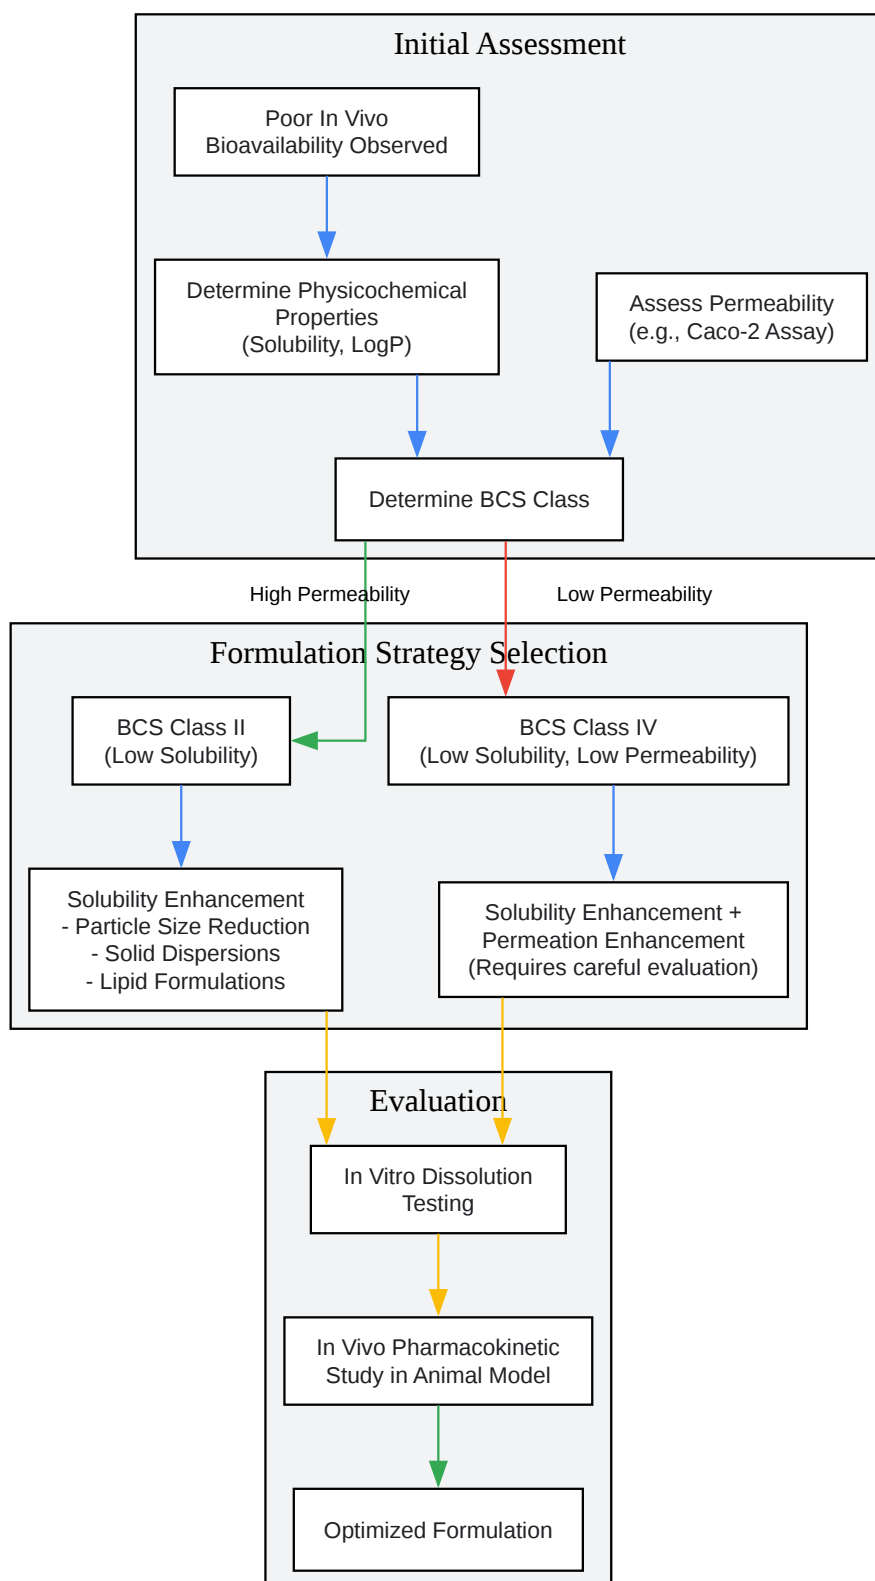 Initial Assessment
Poor In Vivo
Bioavailability Observed
Determine Physicochemical
Properties
(Solubility, LogP)
Assess Permeability
(e.g., Caco-2 Assay)
Determine BCS Class
High Permeability
Low Permeability
Formulation Strategy Selection
BCS Class II
(Low Solubility)
BCS Class IV
(Low Solubility, Low Permeability)
Solubility Enhancement
- Particle Size Reduction
- Solid Dispersions
- Lipid Formulations
Solubility Enhancement +
Permeation Enhancement
(Requires careful evaluation)
Evaluation
In Vitro Dissolution
Testing
In Vivo Pharmacokinetic
Study in Animal Model
Optimized Formulation